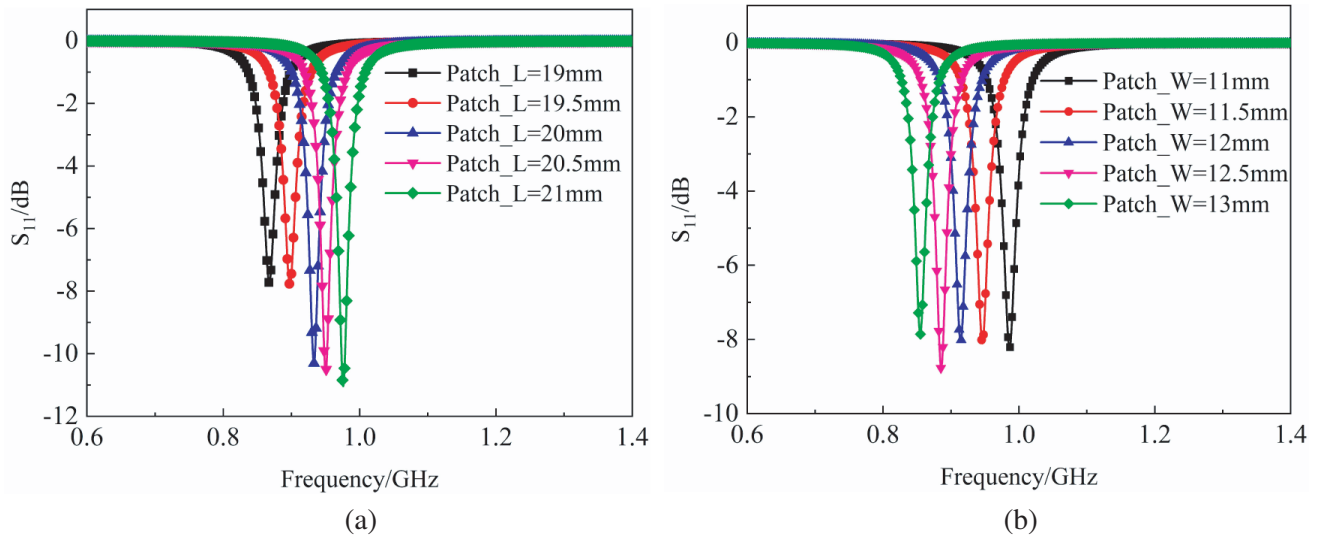 0
-2
-4
-6
-8
-10
-12
S11/dB
Patch_L=19mm
Patch_L=19.5mm
Patch_L=20mm
Patch_L=20.5mm
Patch_L=21mm
0.6 0.8 1.0 1.2 1.4
Frequency/GHz
(a)
0
-2
-4
-6
-8
-10
S11/dB
Patch_W=11mm
Patch_W=11.5mm
Patch_W=12mm
Patch_W=12.5mm
Patch_W=13mm
0.6 0.8 1.0 1.2 1.4
Frequency/GHz
(b)